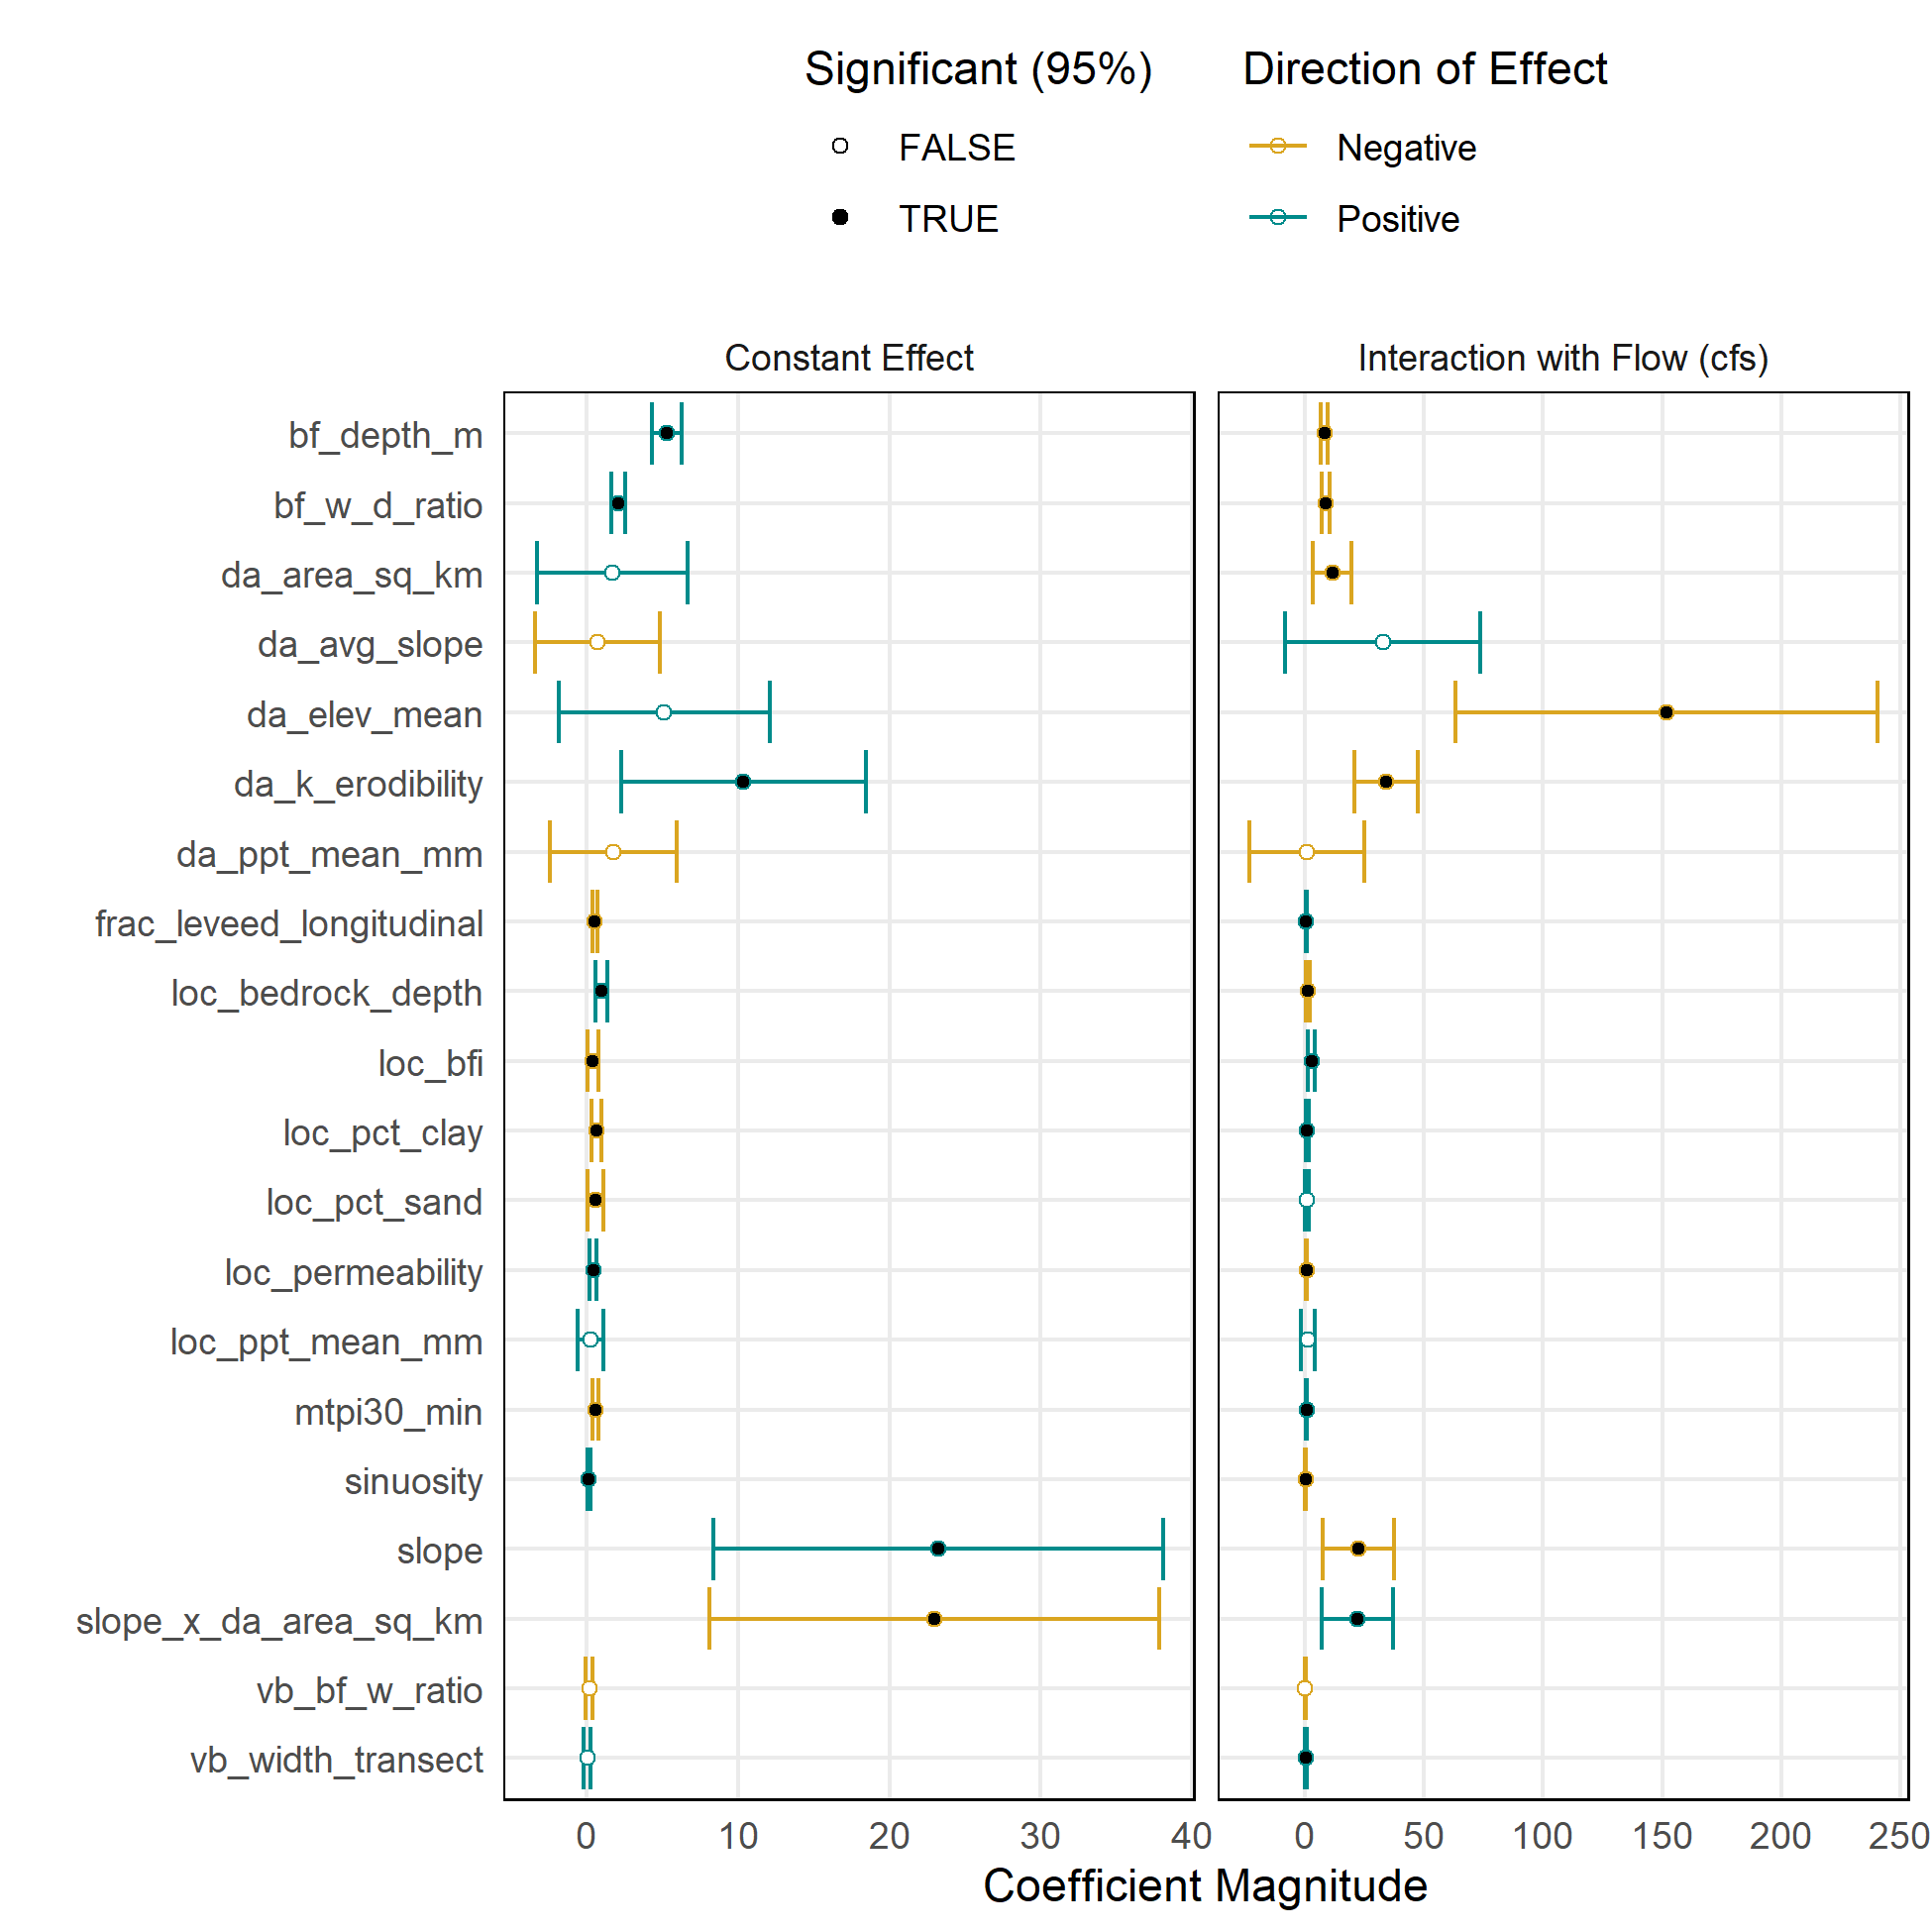 Significant (95%) Direction of Effect
FALSE Negative
TRUE Positive
Constant Effect Interaction with Flow (cfs)
bf_depth_m
bf_w_d_ratio
da_area_sq_km
da_avg_slope
da_elev_mean
da_k_erodibility
da_ppt_mean_mm
frac_leveed_longitudinal
loc_bedrock_depth
loc_bfi
loc_pct_clay
loc_pct_sand
loc_permeability
loc_ppt_mean_mm
mtpi30_min
sinuosity
slope
slope_x_da_area_sq_km
vb_bf_w_ratio
vb_width_transect
0 10 20 30 40 0 50 100 150 200 250
Coefficient Magnitude